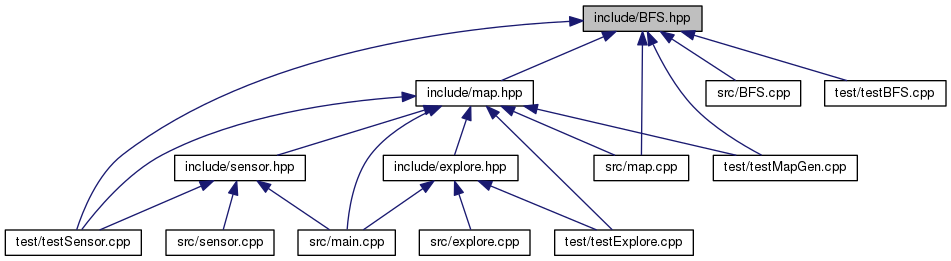 include/BFS.hpp
include/map.hpp
src/BFS.cpp
test/testBFS.cpp
include/sensor.hpp
include/explore.hpp
src/map.cpp
test/testMapGen.cpp
test/testSensor.cpp
src/sensor.cpp
src/main.cpp
src/explore.cpp
test/testExplore.cpp